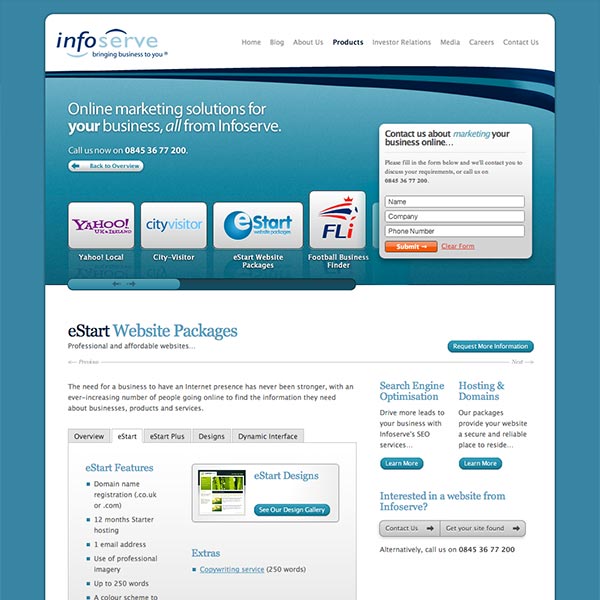 infoserve
bringing business to you ®
Home Blog About Us Products Investor Relations Media Careers Contact Us
Online marketing solutions for
your business, all from Infoserve.
Call us now on 0845 36 77 200.
Back to Overview
Contact us about marketing your
business online...
Please fill in the form below and we'll contact you to
discuss your requirements, or call us on
0845 36 77 200.
Name
Company
Phone Number
Submit
Clear Form
YAHOO!
UK & IRELAND
cityvisitor
eStart
website packages
FLi
Yahoo! Local
City-Visitor
eStart Website
Packages
Football Business
Finder
eStart Website Packages
Professional and affordable websites...
Request More Information
Previous
Next
The need for a business to have an Internet presence has never been stronger, with an
ever-increasing number of people going online to find the information they need
about businesses, products and services.
Overview eStart eStart Plus Designs Dynamic Interface
eStart Features
Domain name
registration (.co.uk
or .com)
12 months Starter
hosting
1 email address
Use of professional
imagery
Up to 250 words
A colour scheme to
eStart Designs
See Our Design Gallery
Extras
Copywriting service (250 words)
Search Engine
Optimisation
Drive more leads to
your business with
Infoserve's SEO
services...
Learn More
Hosting &
Domains
Our packages
provide your website
a secure and reliable
place to reside...
Learn More
Interested in a website from
Infoserve?
Contact Us
Get your site found
Alternatively, call us on 0845 36 77 200